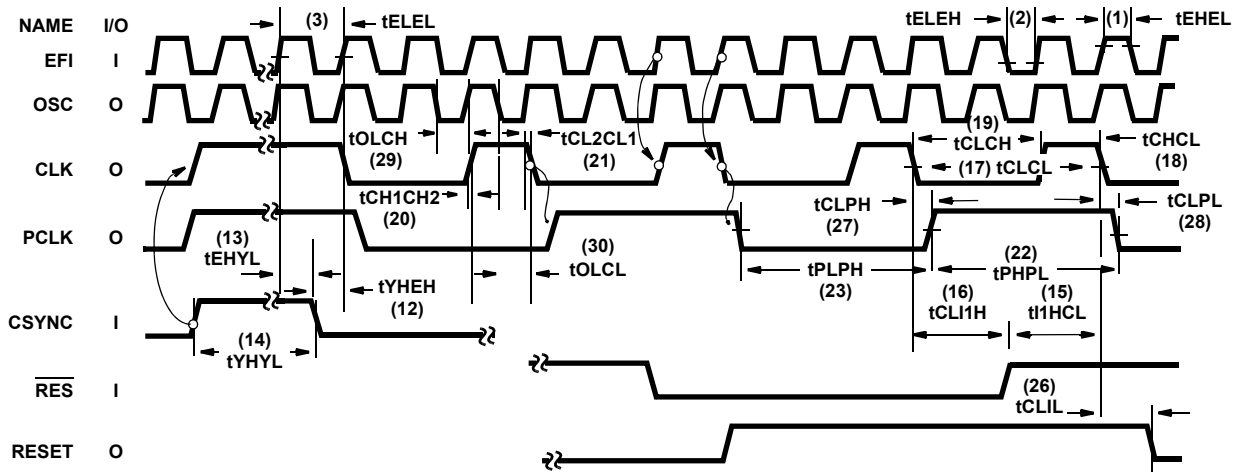 NAME I/O (3) tELEL tELEH (2) (1) tEHEL
EFI I
OSC O
tOLCH (29) tCL2CL1 (21) (19) tCLCH tCHCL (18)
CLK O (17) tCLCL
tCH1CH2 (20) tCLPH (27) tCLPL (28)
PCLK O
(13) tEHYL (30) tOLCL (22) tPHPL
tPLPH (23)
tYHEH (12) (16) tCLI1H (15) tI1HCL
CSYNC I
(14) tYHYL
RES I (26) tCLIL
RESET O